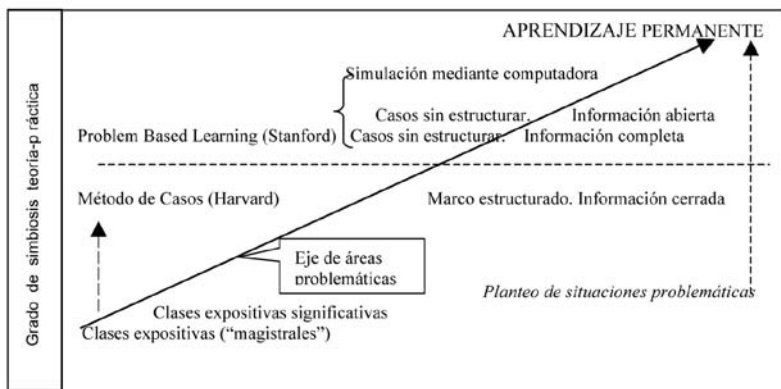 APRENDIZAJE PERMANENTE
Simulación mediante computadora
Casos sin estructurar. Información abierta
Problem Based Learning (Stanford) Casos sin estructurar. Información completa
Método de Casos (Harvard) Marco estructurado. Información cerrada
Eje de áreas
problemáticas
Planteo de situaciones problemáticas
Clases expositivas significativas
Clases expositivas (“magistrales”)
Grado de simbiosis teoría-p ráctica